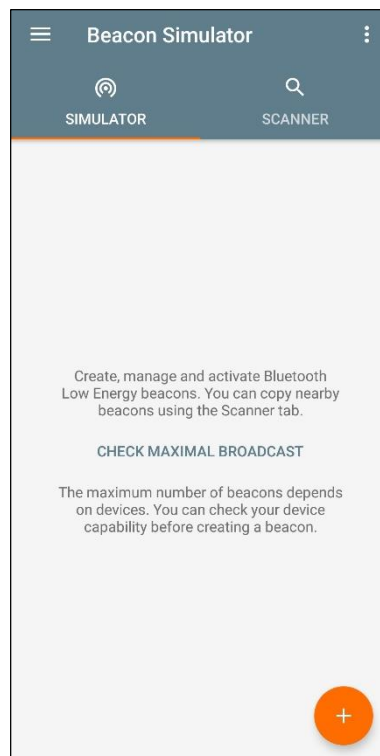 Beacon Simulator
SIMULATOR
SCANNER
Create, manage and activate Bluetooth
Low Energy beacons. You can copy nearby
beacons using the Scanner tab.
CHECK MAXIMAL BROADCAST
The maximum number of beacons depends
on devices. You can check your device
capability before creating a beacon.